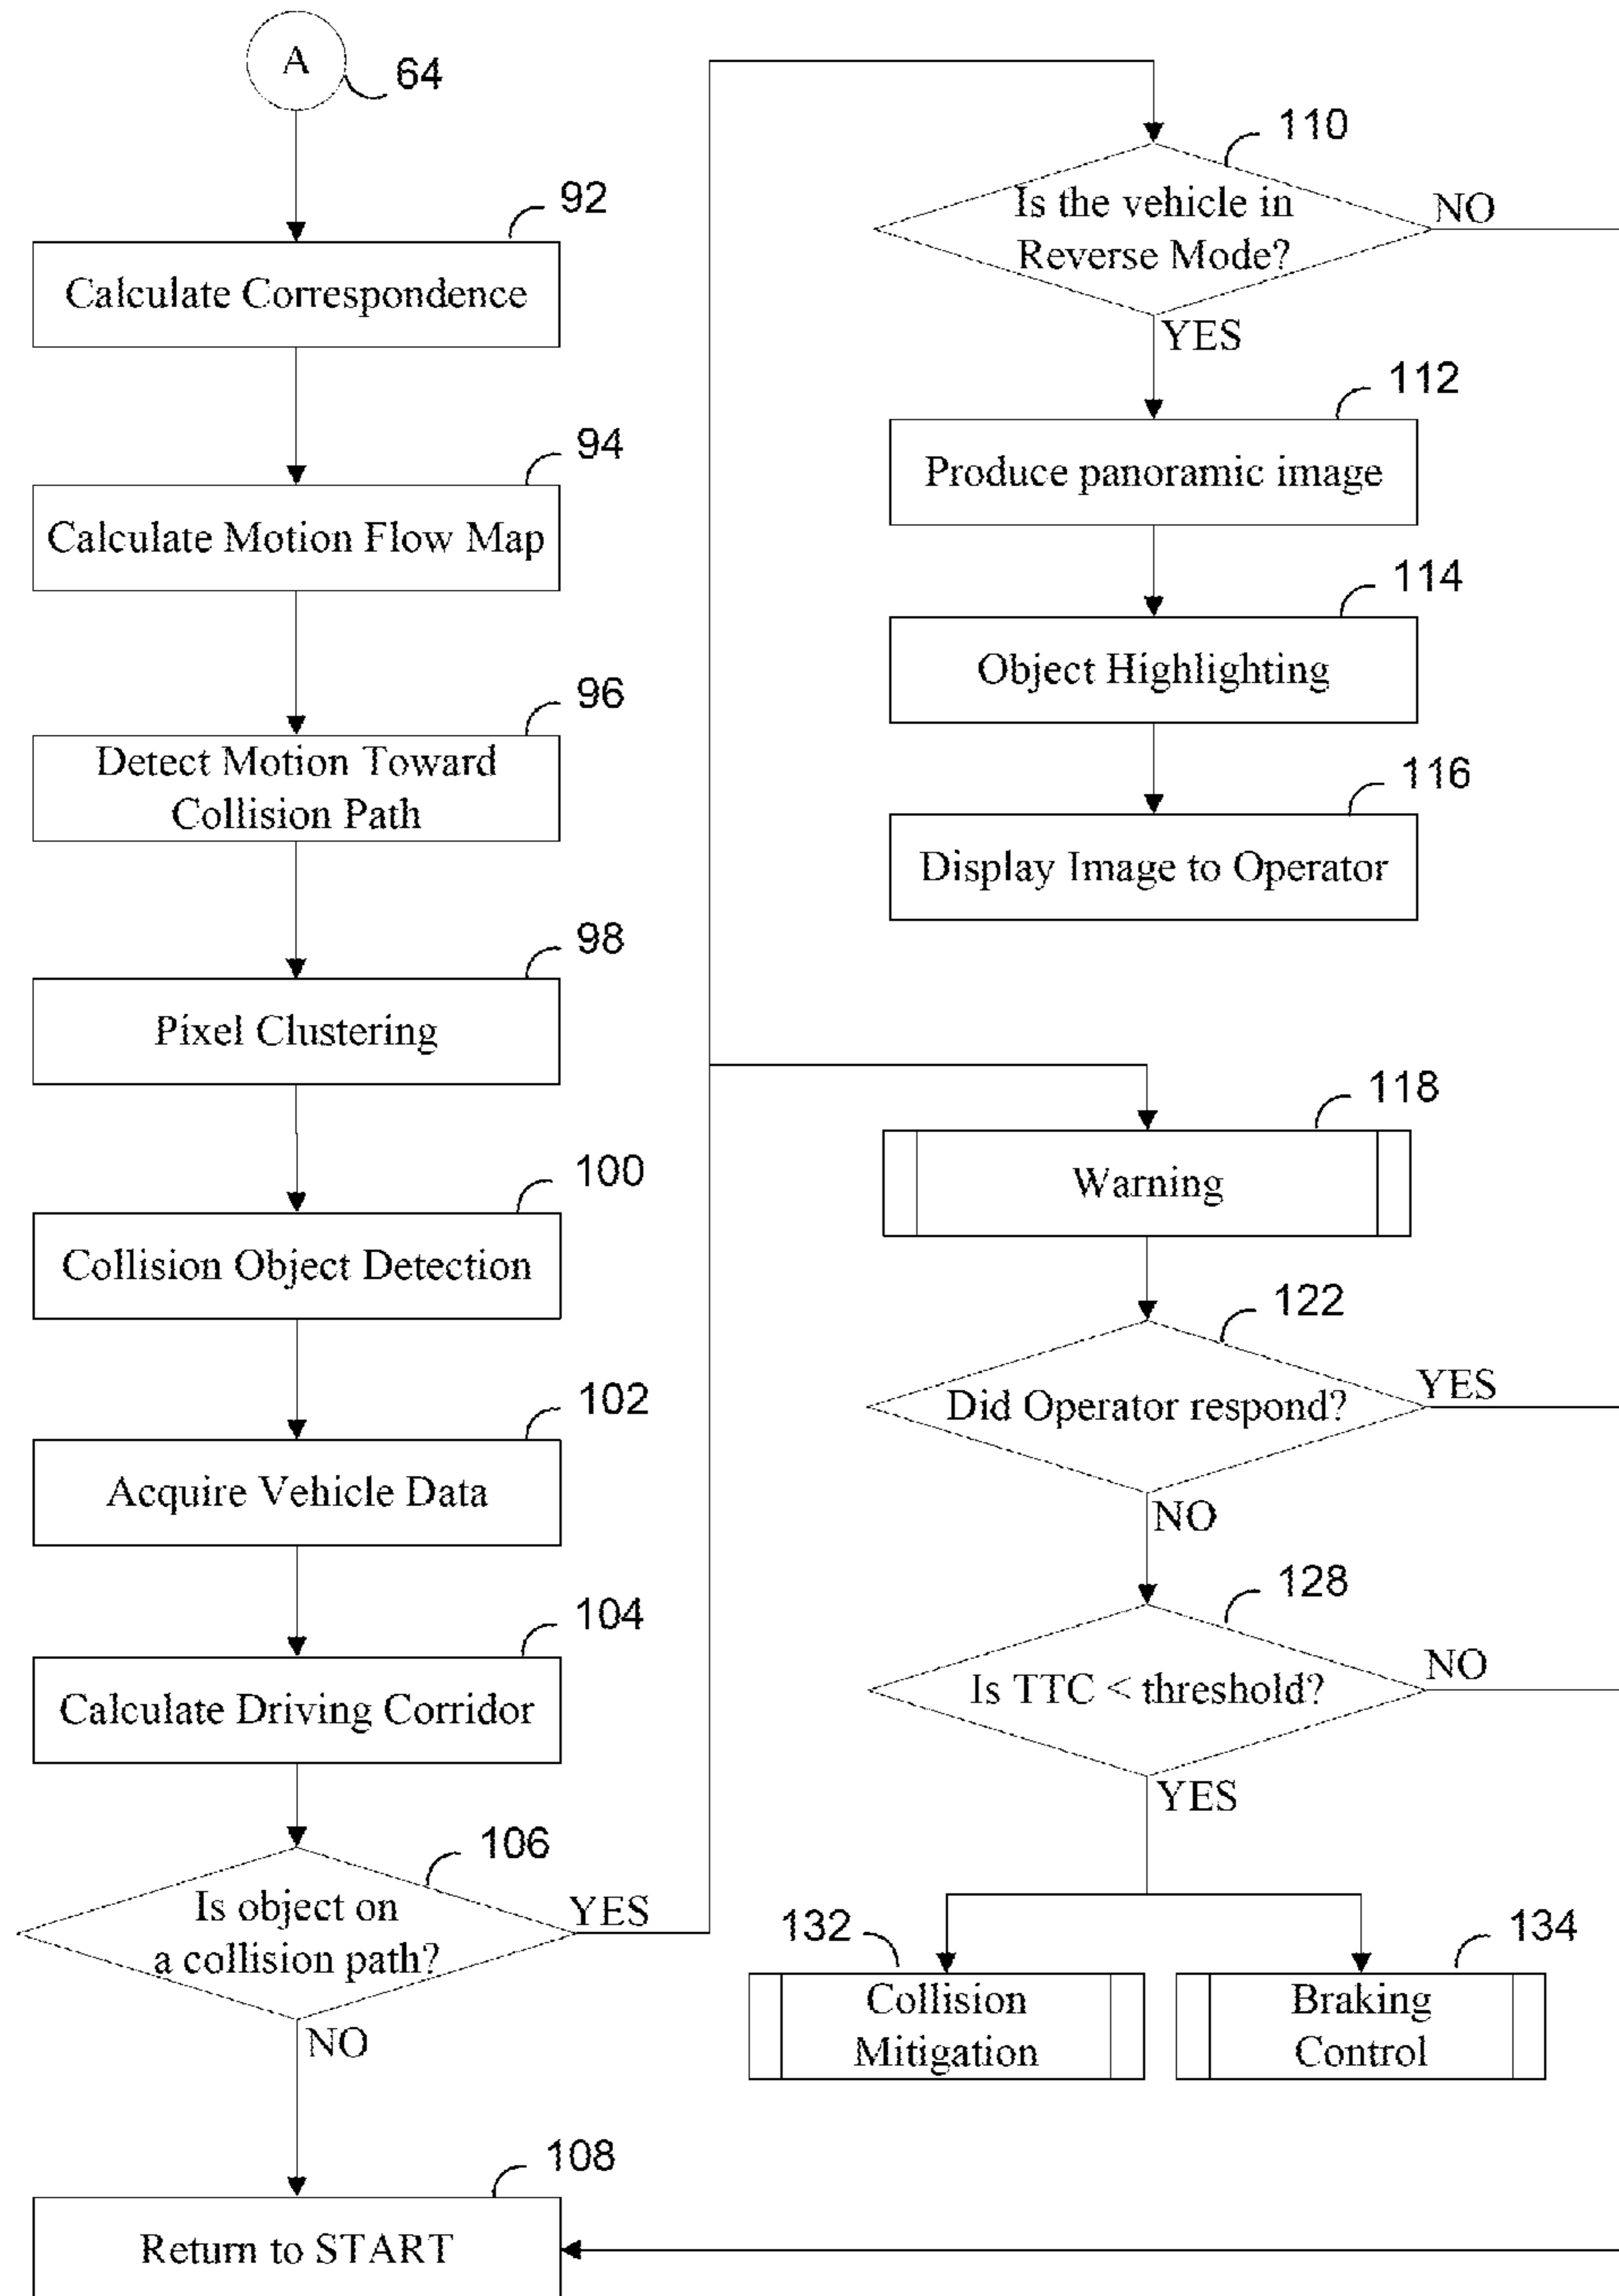 A
64
92
Calculate Correspondence
94
Calculate Motion Flow Map
96
Detect Motion Toward
Collision Path
98
Pixel Clustering
100
Collision Object Detection
102
Acquire Vehicle Data
104
Calculate Driving Corridor
106
Is object on
a collision path?
YES
NO
108
Return to START
110
Is the vehicle in
Reverse Mode?
NO
YES
112
Produce panoramic image
114
Object Highlighting
116
Display Image to Operator
118
Warning
122
Did Operator respond?
YES
NO
128
Is TTC < threshold?
NO
YES
132
Collision
Mitigation
134
Braking
Control